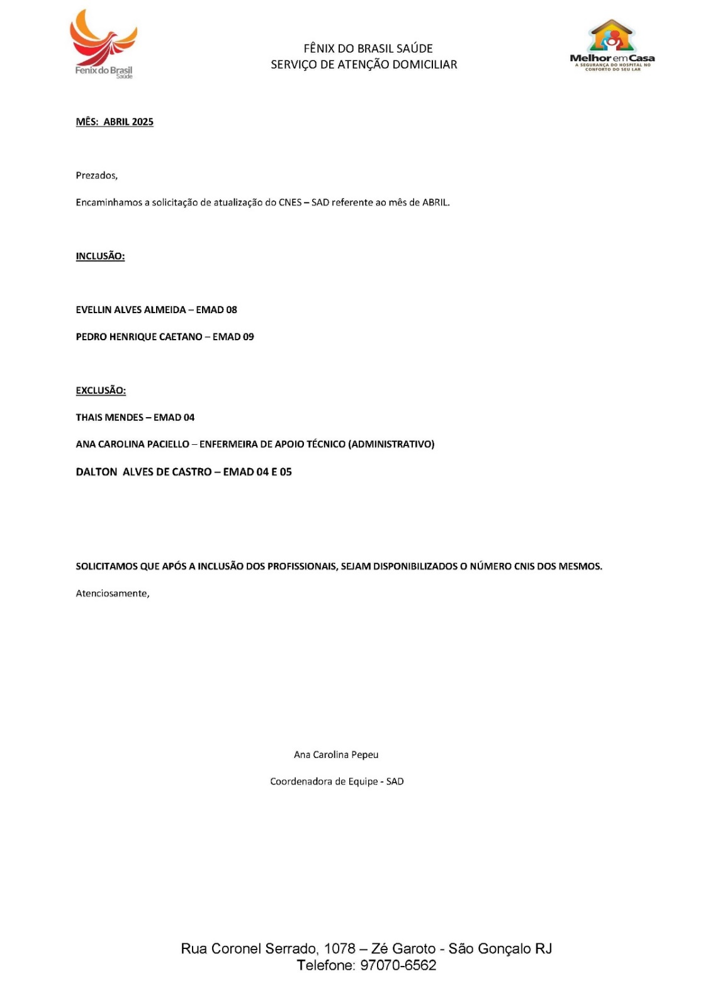 Fenix do Brasil
Saúde
FÊNIX DO BRASIL SAÚDE
SERVIÇO DE ATENÇÃO DOMICILIAR
Melhor em Casa
A SEGURANÇA DO HOSPITAL NO
CONFORTO DO SEU LAR
MÊS:  ABRIL 2025
Prezados,
Encaminhamos a solicitação de atualização do CNES – SAD referente ao mês de ABRIL.
INCLUSÃO:
EVELLIN ALVES ALMEIDA – EMAD 08
PEDRO HENRIQUE CAETANO – EMAD 09
EXCLUSÃO:
THAIS MENDES – EMAD 04
ANA CAROLINA PACIELLO – ENFERMEIRA DE APOIO TÉCNICO (ADMINISTRATIVO)
DALTON  ALVES DE CASTRO – EMAD 04 E 05
SOLICITAMOS QUE APÓS A INCLUSÃO DOS PROFISSIONAIS, SEJAM DISPONIBILIZADOS O NÚMERO CNIS DOS MESMOS.
Atenciosamente,
Ana Carolina Pepeu
Coordenadora de Equipe - SAD
Rua Coronel Serrado, 1078 – Zé Garoto - São Gonçalo RJ
Telefone: 97070-6562